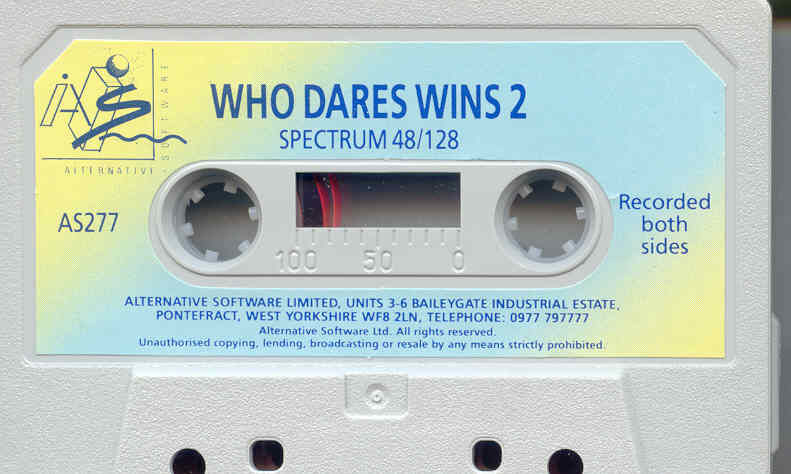 WHO DARES WINS 2
SPECTRUM 48/128
ALTERNATIVE
SOFTWARE
AS277
Recorded
both
sides
100 50 0
ALTERNATIVE SOFTWARE LIMITED, UNITS 3-6 BAILEYGATE INDUSTRIAL ESTATE,
PONTEFRACT, WEST YORKSHIRE WF8 2LN, TELEPHONE: 0977 797777
Alternative Software Ltd. All rights reserved.
Unauthorised copying, lending, broadcasting or resale by any means strictly prohibited.